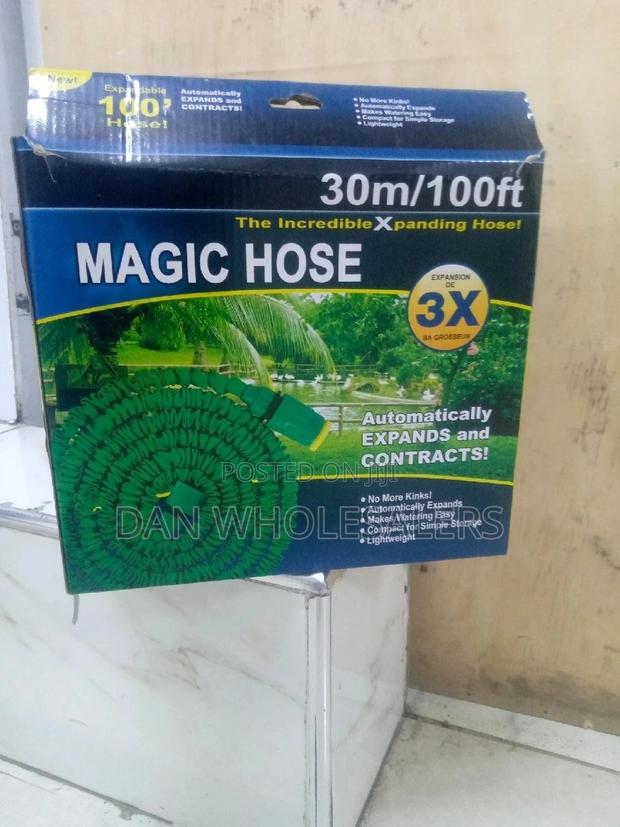 New!
Expandable
100'
Hose!
Automatically
EXPANDS and
CONTRACTS!
• No More Kinks!
• Automatically Expands
• Makes Watering Easy
• Compact for Simple Storage
• Lightweight
30m/100ft
The Incredible Xpanding Hose!
MAGIC HOSE
EXPANSION
DE
3X
SA GROSSEUR
Automatically
EXPANDS and
CONTRACTS!
• No More Kinks!
• Automatically Expands
• Makes Watering Easy
• Compact for Simple Storage
• Lightweight
POSTED ON JIJI
DAN WHOLESALERS